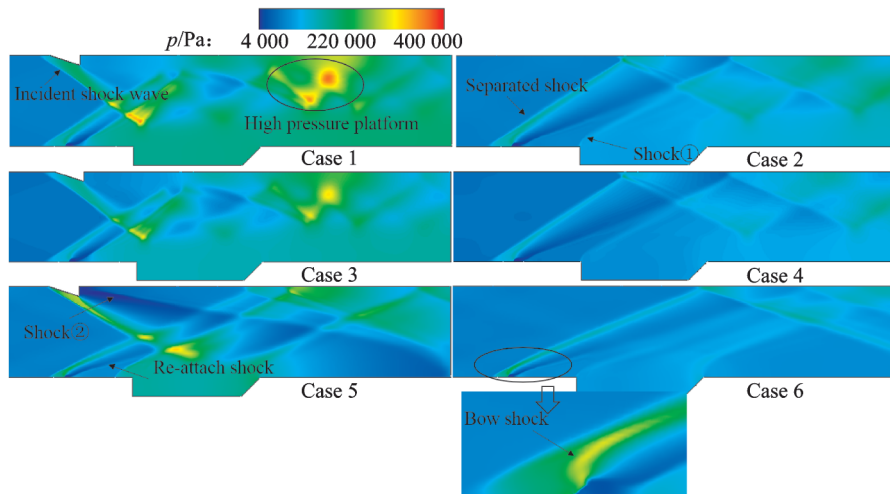 p/Pa:
4 000 220 000 400 000
Incident shock wave
High pressure platform
Case 1
Separated shock
Shock①
Case 2
Case 3
Case 4
Shock②
Re-attach shock
Case 5
Case 6
Bow shock